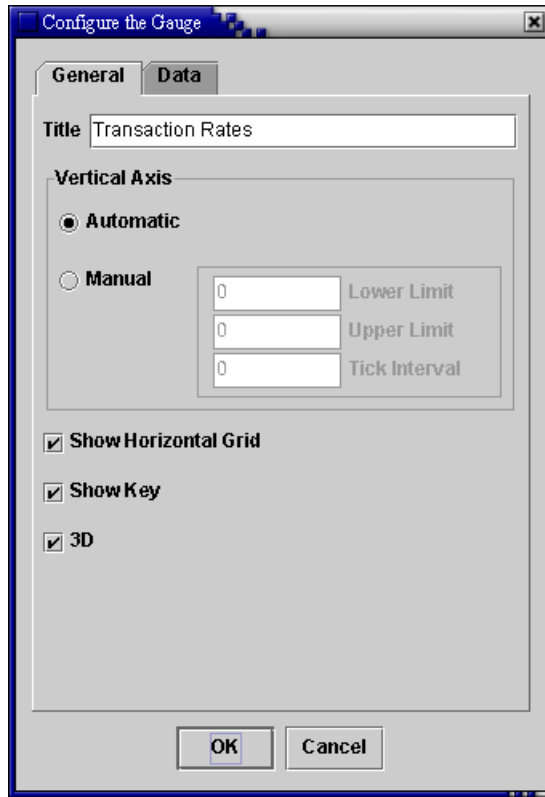 Configure the Gauge
General Data
Title Transaction Rates
Vertical Axis
Automatic
Manual
0 Lower Limit
0 Upper Limit
0 Tick Interval
Show Horizontal Grid
Show Key
3D
OK Cancel